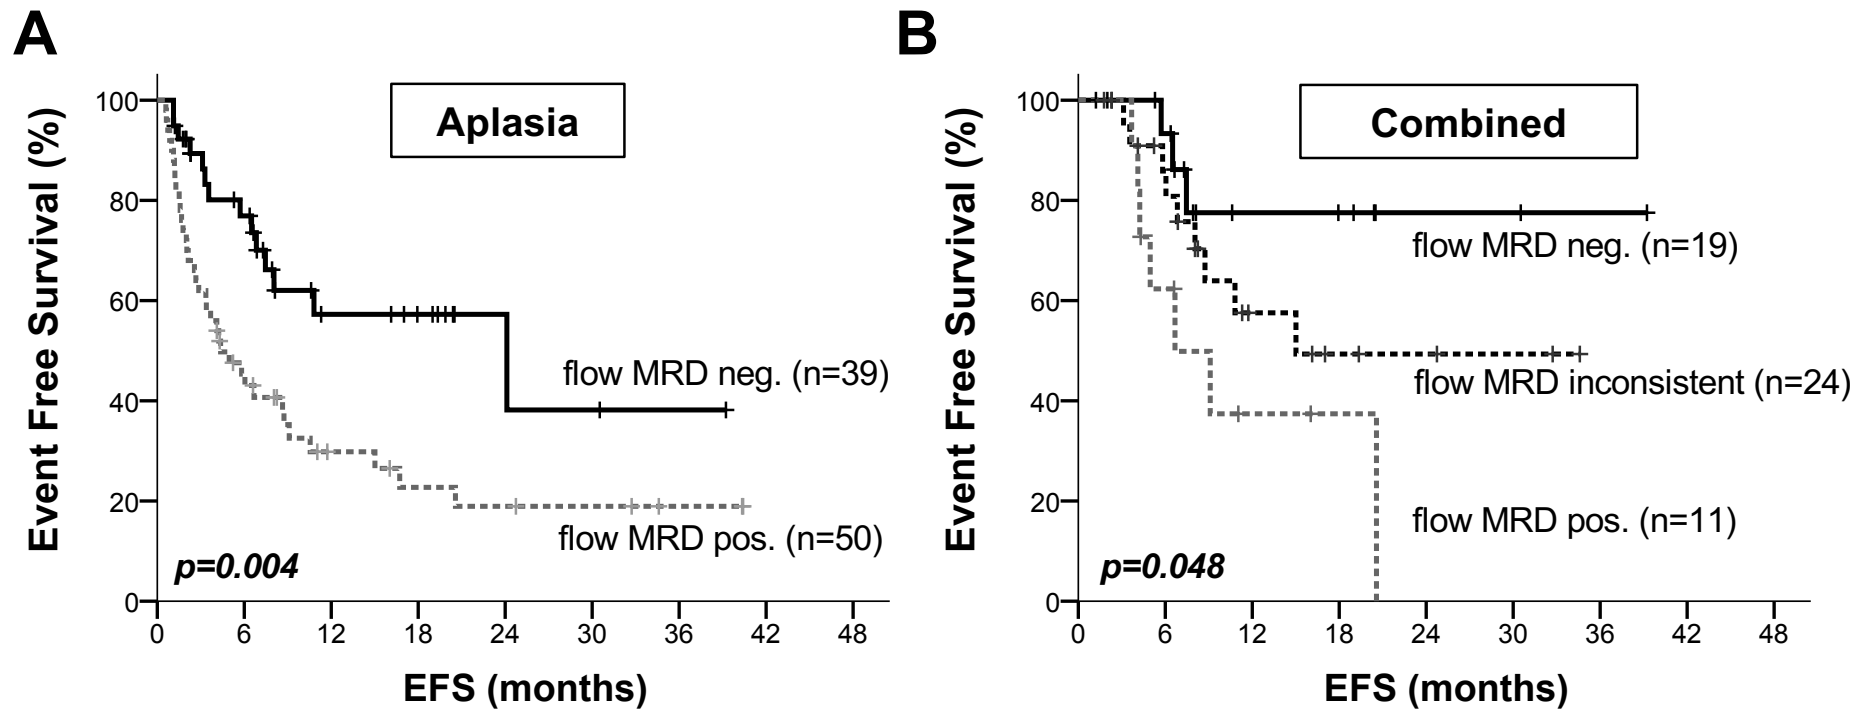 A
Aplasia
Event Free Survival (%)
100
80
60
40
20
0
flow MRD neg. (n=39)
flow MRD pos. (n=50)
p=0.004
0 6 12 18 24 30 36 42 48
EFS (months)
B
Combined
Event Free Survival (%)
100
80
60
40
20
0
flow MRD neg. (n=19)
flow MRD inconsistent (n=24)
flow MRD pos. (n=11)
p=0.048
0 6 12 18 24 30 36 42 48
EFS (months)